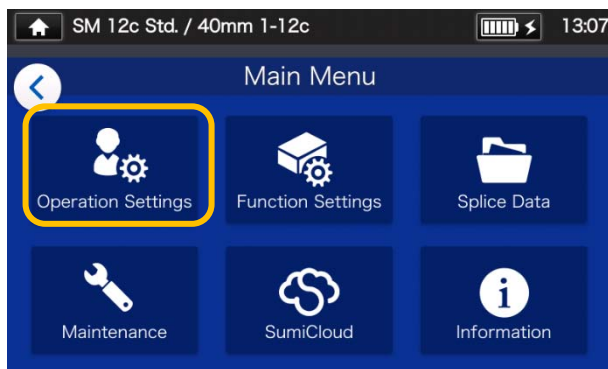 SM 12c Std. / 40mm 1-12c 13:07
Main Menu
Operation Settings Function Settings Splice Data
Maintenance SumiCloud Information